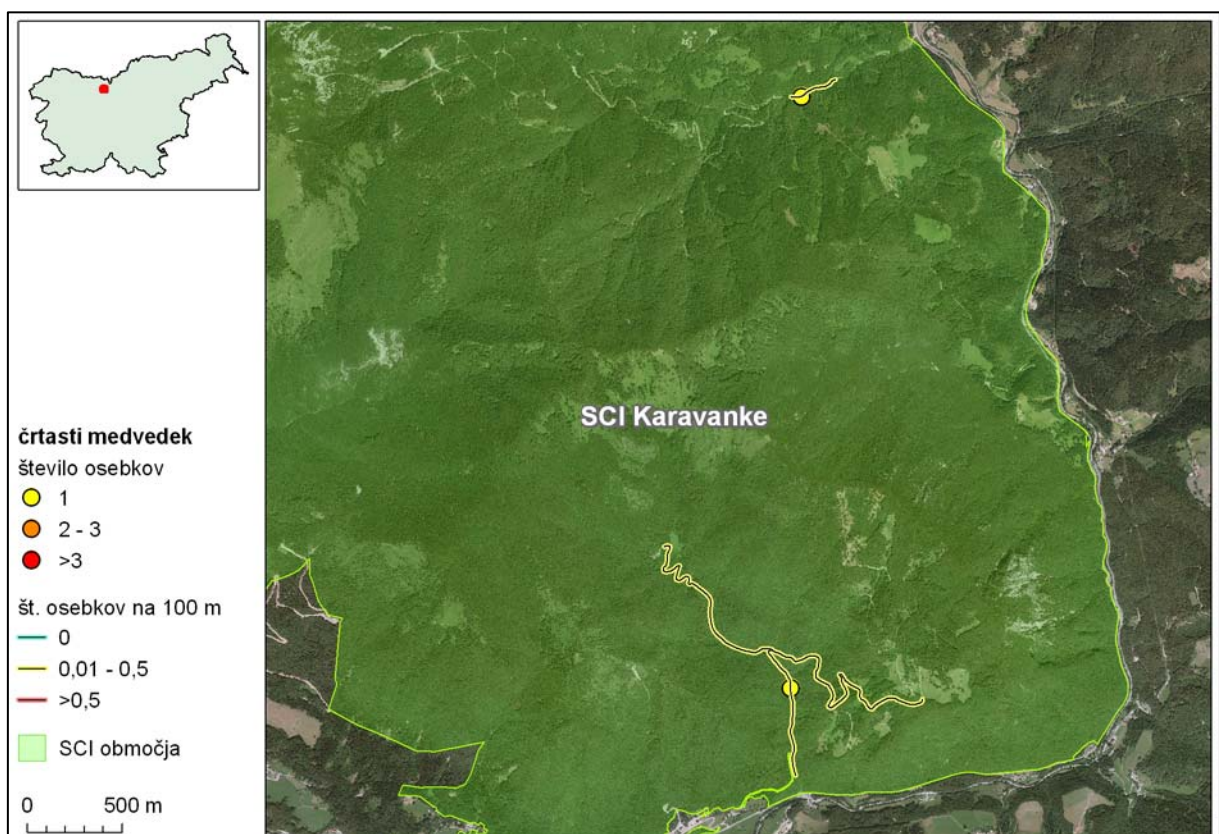 SCI Karavanke
črtasti medvedek
število osebkov
1
2 - 3
>3
št. osebkov na 100 m
0
0,01 - 0,5
>0,5
SCI območja
0 500 m